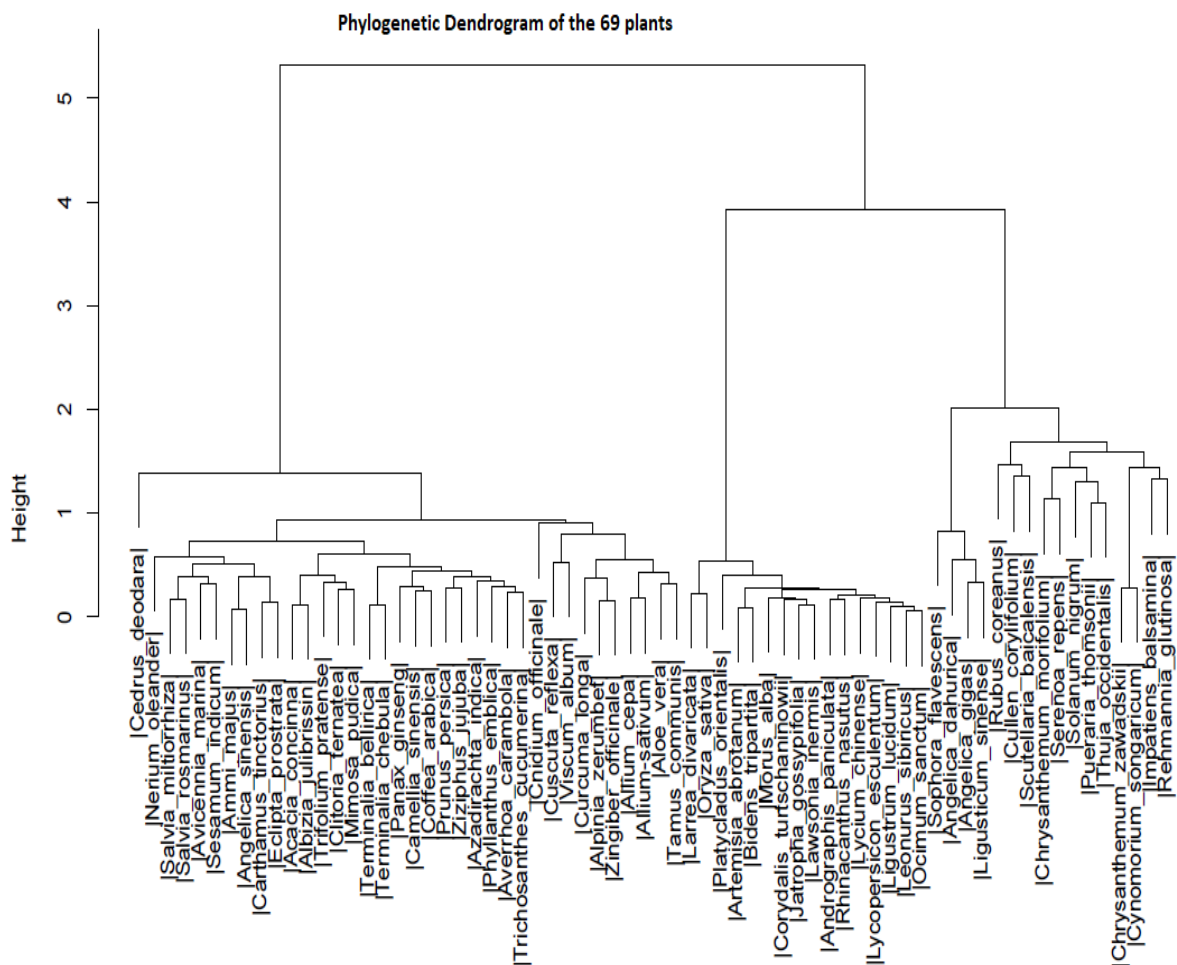 Phylogenetic Dendrogram of the 69 plants
Height
5
4
3
2
1
0
|Cedrus_deodara|
|Nerium_oleander|
|Salvia_miltiorrhiza|
|Salvia_rosmarinus|
|Avicennia_marina|
|Sesamum_indicum|
|Ammi_majus|
|Angelica_sinensis|
|Carthamus_tinctorius|
|Eclipta_prostrata|
|Acacia_concinna|
|Albizia_julibrissin|
|Trifolium_pratense|
|Clitoria_ternatea|
|Mimosa_pudica|
|Terminalia_bellirica|
|Terminalia_chebula|
|Panax_ginseng|
|Camellia_sinensis|
|Coffea_arabica|
|Prunus_persica|
|Ziziphus_jujuba|
|Azadirachta_indica|
|Phyllanthus_emblica|
|Averrhoa_carambola|
|Trichosanthes_cucumerina|
|Cnidium_officinale|
|Cuscuta_reflexa|
|Viscum_album|
|Curcuma_longa|
|Alpinia_zerumbet|
|Zingiber_officinale|
|Allium_cepa|
|Allium-sativum|
|Aloe_vera|
|Tamus_communis|
|Larrea_divaricata|
|Oryza_sativa|
|Platycladus_orientalis|
|Artemisia_abrotanum|
|Bidens_tripartita|
|Morus_alba|
|Corydalis_turtschaninowii|
|Jatropha_gossypifolia|
|Lawsonia_inermis|
|Andrographis_paniculata|
|Rhinacanthus_nasutus|
|Lycium_chinense|
|Lycopersicon_esculentum|
|Ligustrum_lucidum|
|Leonurus_sibiricus|
|Ocimum_sanctum|
|Sophora_flavescens|
|Angelica_dahurica|
|Angelica_gigas|
|Ligusticum_sinense|
|Rubus_coreanus|
|Cullen_corylifolium|
|Scutellaria_baicalensis|
|Chrysanthemum_morifolium|
|Serenoa_repens|
|Solanum_nigrum|
|Pueraria_thomsonii|
|Thuja_occidentalis|
|Chrysanthemum_zawadskii|
|Cynomorium_songaricum|
|Impatiens_balsamina|
|Rehmannia_glutinosa|